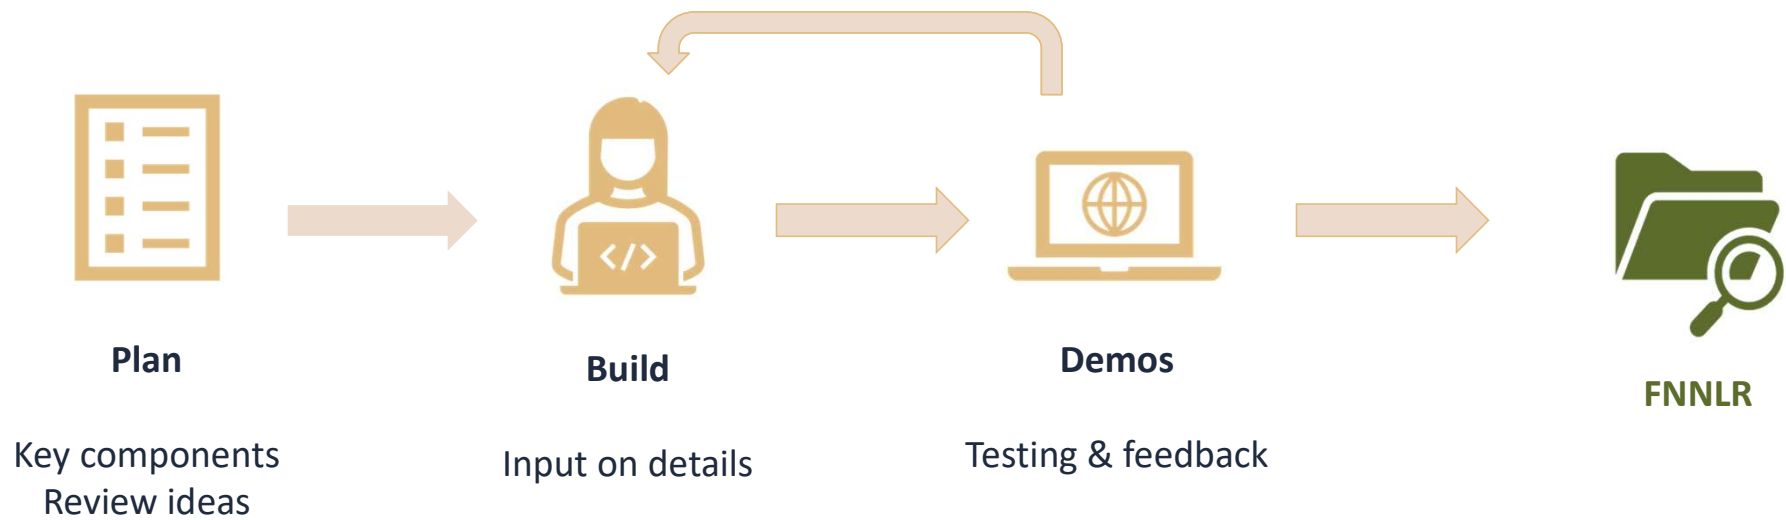 Plan
Key components
Review ideas
</>
Build
Input on details
Demos
Testing & feedback
FNNLR